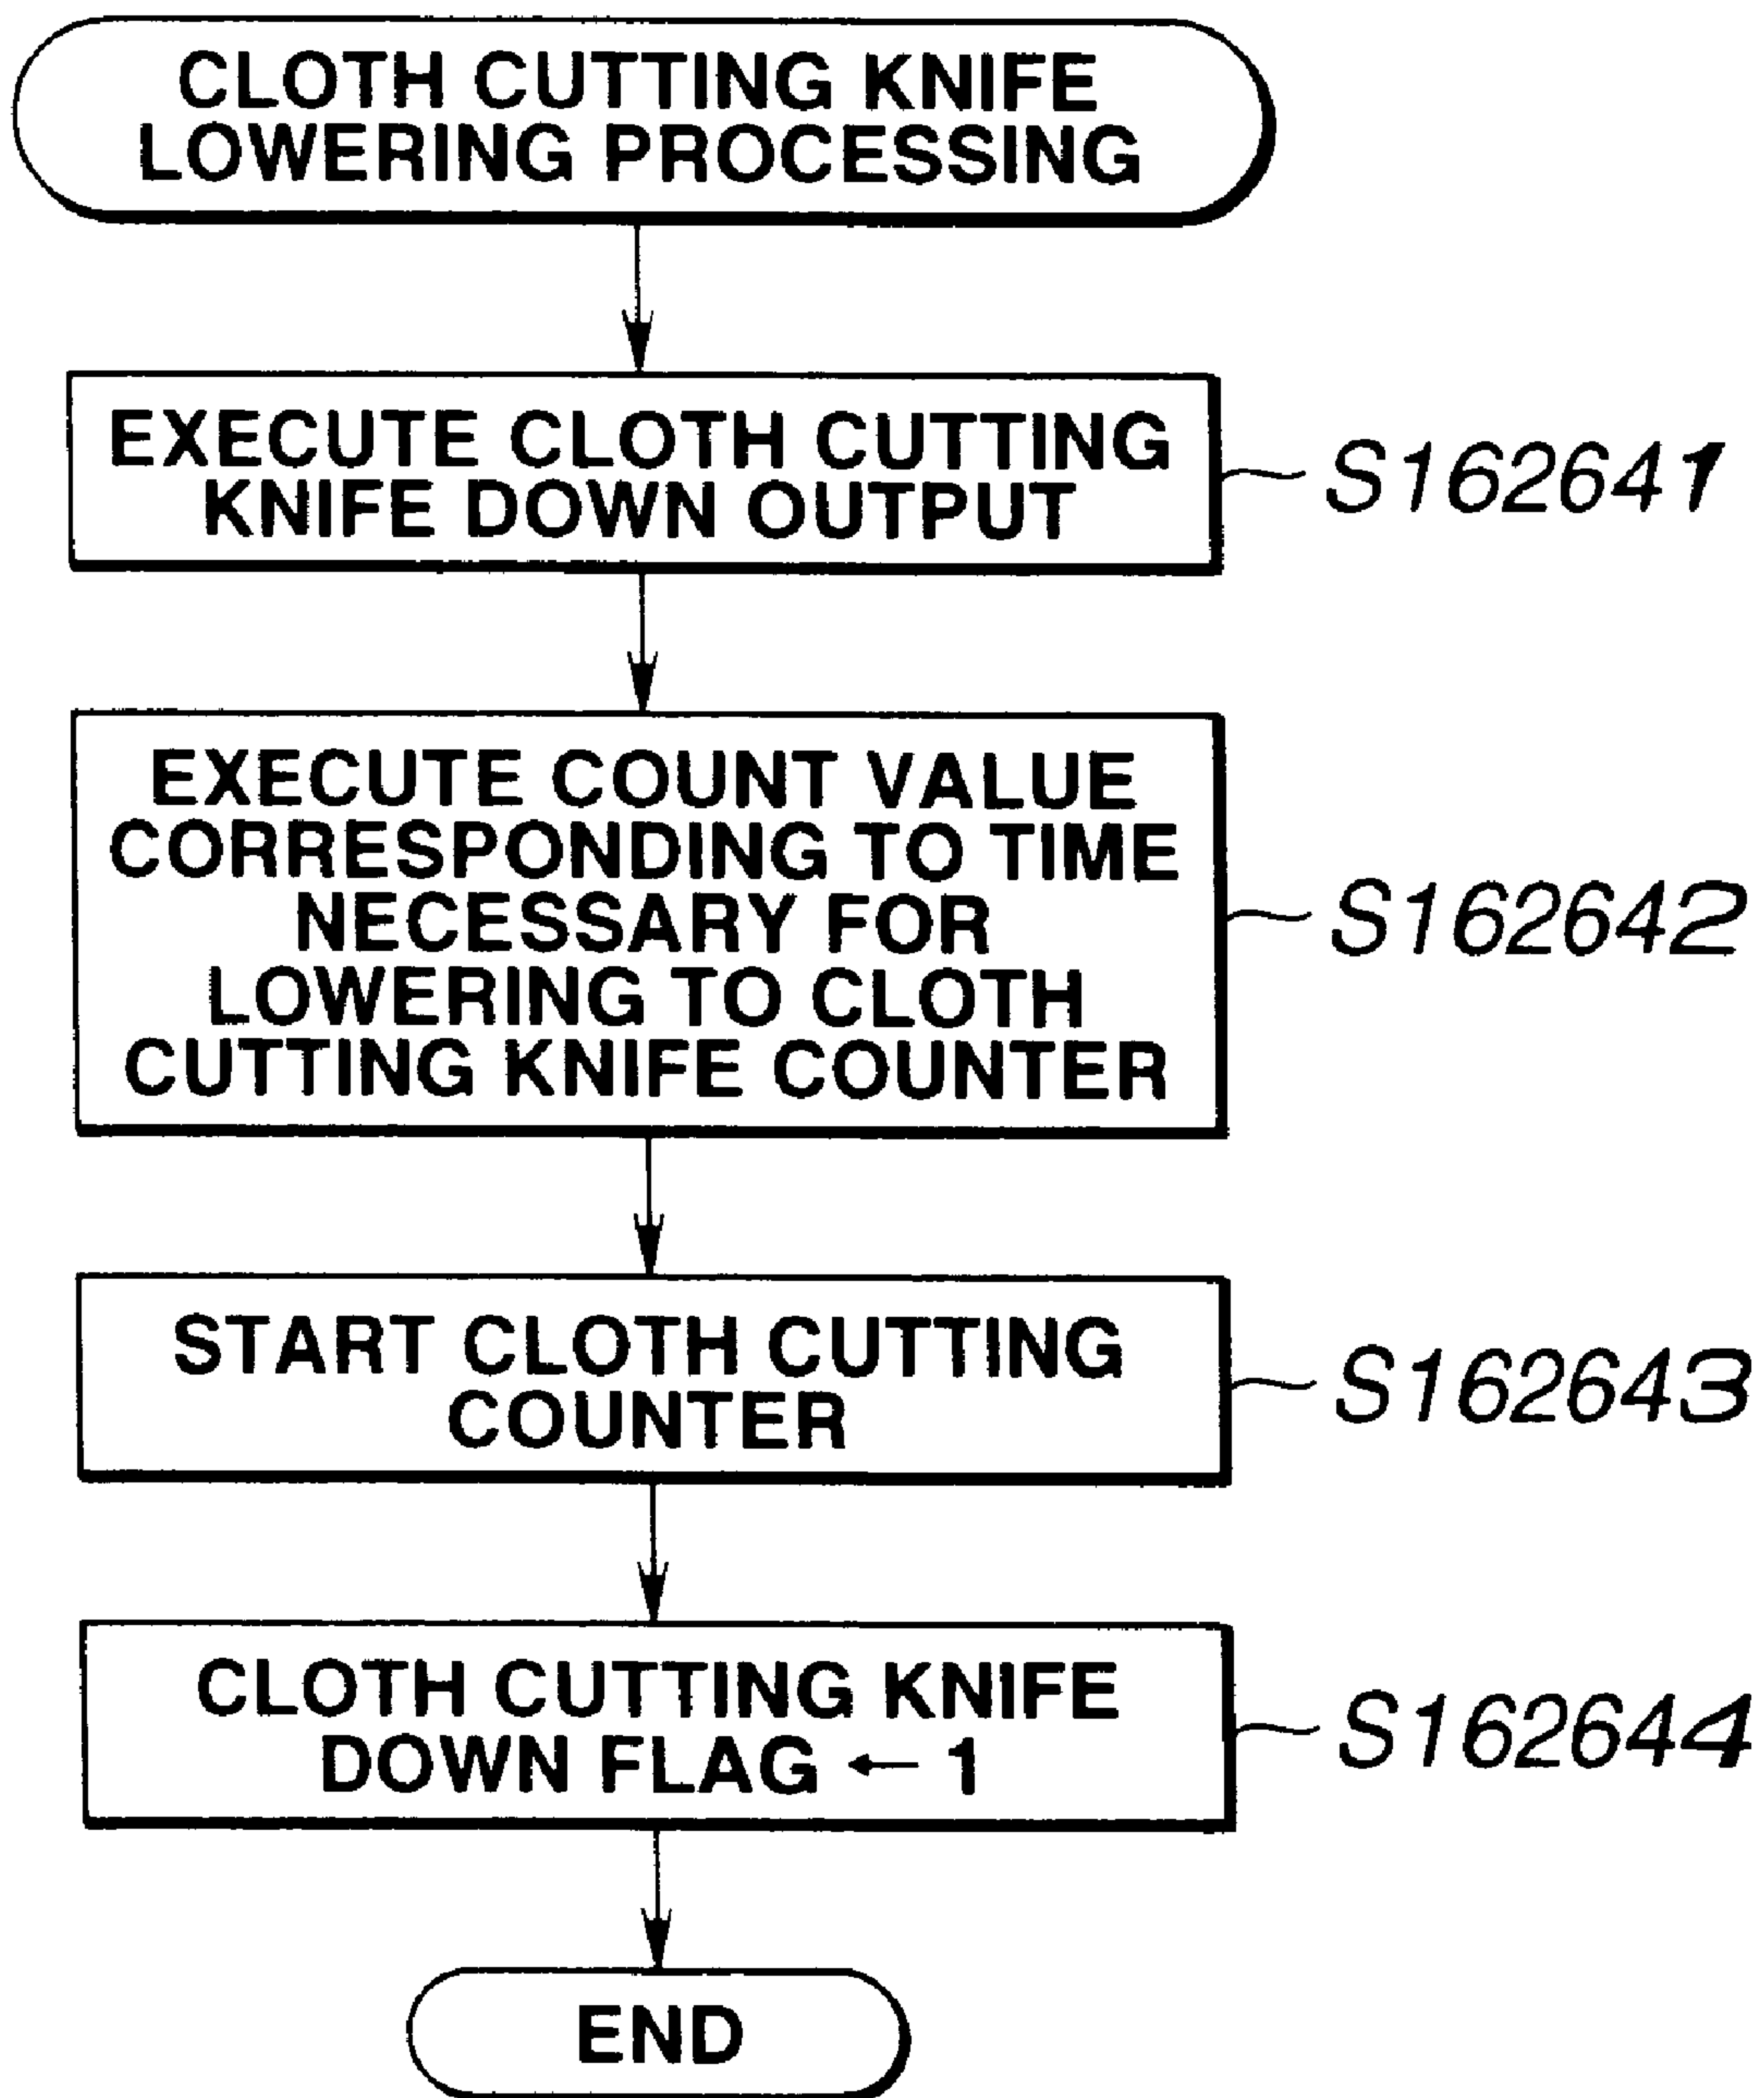 CLOTH CUTTING KNIFE
LOWERING PROCESSING
EXECUTE CLOTH CUTTING
KNIFE DOWN OUTPUT
S162641
EXECUTE COUNT VALUE
CORRESPONDING TO TIME
NECESSARY FOR
LOWERING TO CLOTH
CUTTING KNIFE COUNTER
S162642
START CLOTH CUTTING
COUNTER
S162643
CLOTH CUTTING KNIFE
DOWN FLAG ← 1
S162644
END